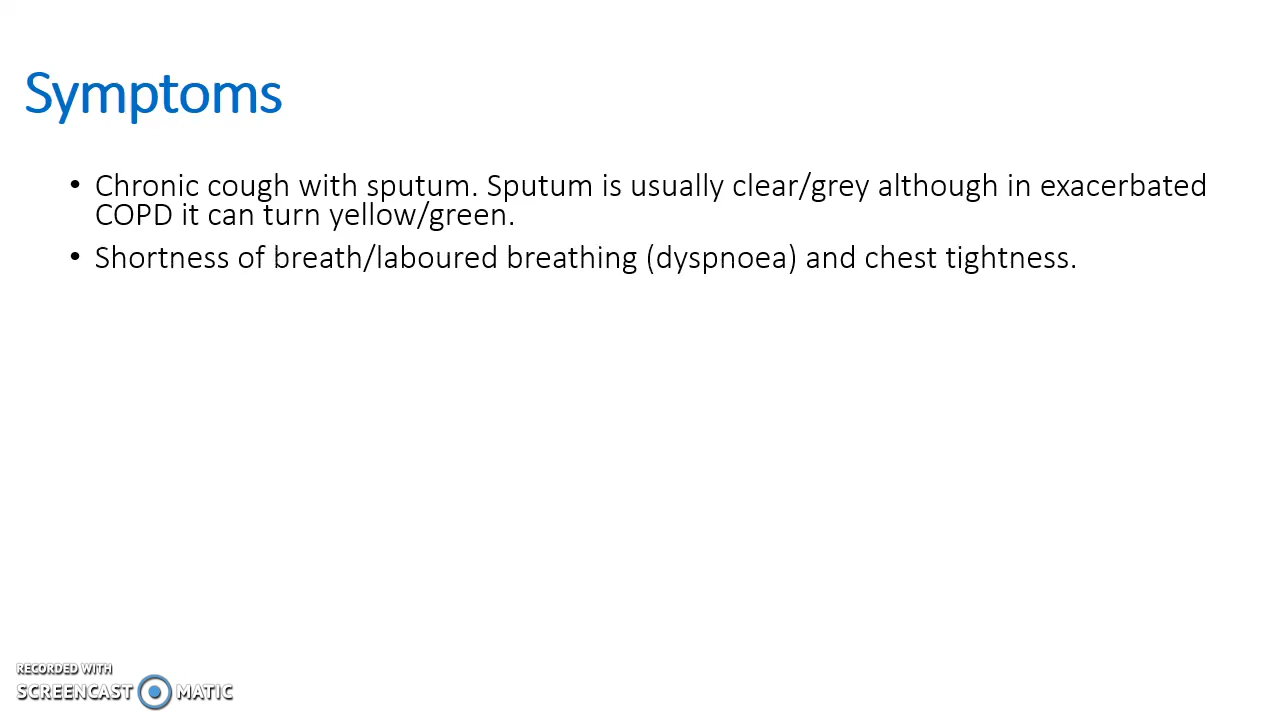 Symptoms
• Chronic cough with sputum. Sputum is usually clear/grey although in exacerbated
COPD it can turn yellow/green.
• Shortness of breath/laboured breathing (dyspnoea) and chest tightness.
RECORDED WITH
SCREENCAST MATIC